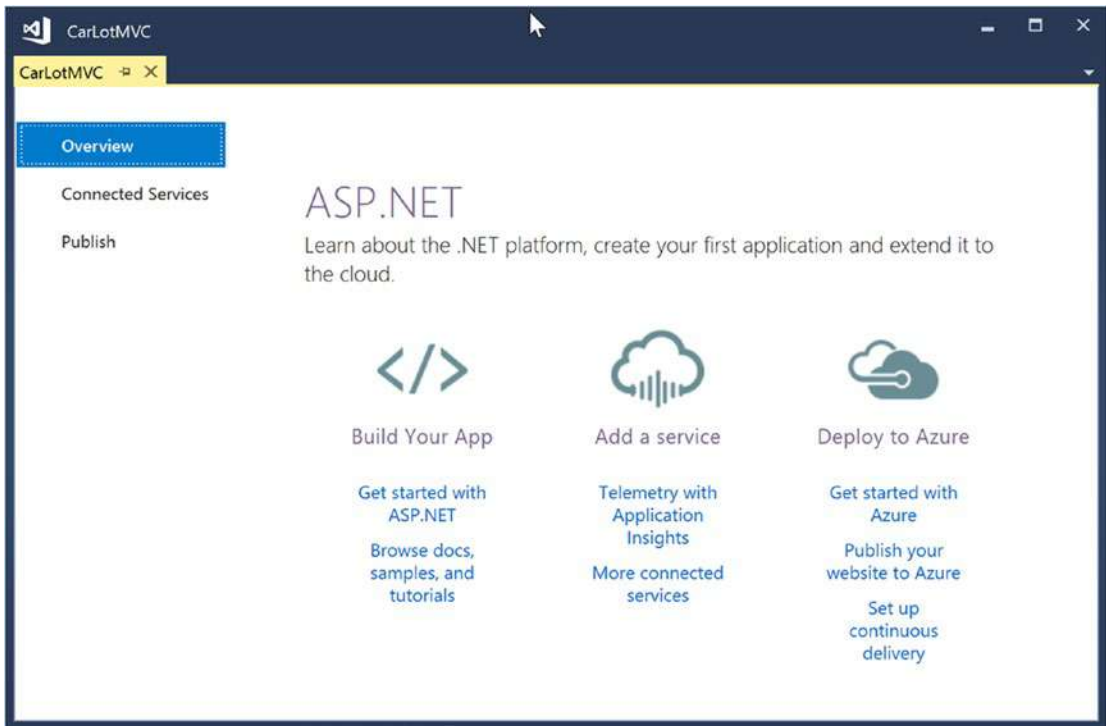 CarLotMVC
CarLotMVC
Overview
Connected Services
Publish
ASP.NET
Learn about the .NET platform, create your first application and extend it to
the cloud.
Build Your App
Get started with
ASP.NET
Browse docs,
samples, and
tutorials
Add a service
Telemetry with
Application
Insights
More connected
services
Deploy to Azure
Get started with
Azure
Publish your
website to Azure
Set up
continuous
delivery